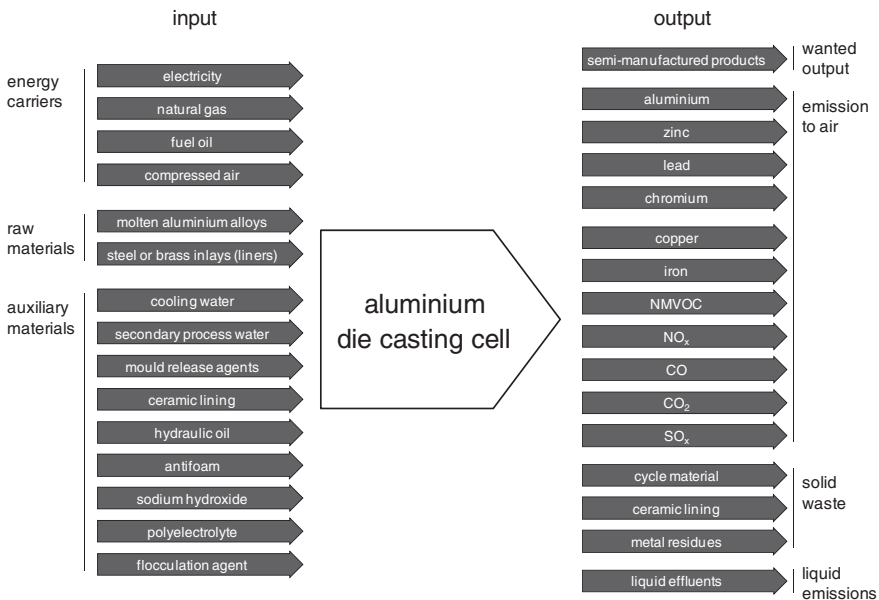 input
energy
carriers
electricity
natural gas
fuel oil
compressed air
raw
materials
molten aluminium alloys
steel or brass inlays (liners)
auxiliary
materials
cooling water
secondary process water
mould release agents
ceramic lining
hydraulic oil
antifoam
sodium hydroxide
polyelectrolyte
flocculation agent
aluminium
die casting cell
output
semi-manufactured products
wanted
output
aluminium
zinc
lead
chromium
copper
iron
NMVOC
NOₓ
CO
CO₂
SOₓ
emission
to air
cycle material
ceramic lining
metal residues
solid
waste
liquid effluents
liquid
emissions